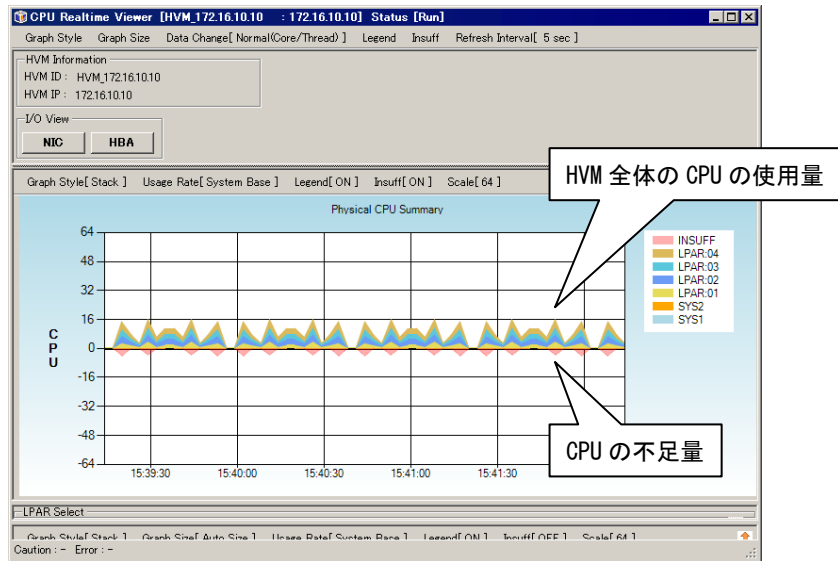 CPU Realtime Viewer [HVM_172.16.10.10 : 172.16.10.10] Status [Run]
Graph Style Graph Size Data Change[ Normal(Core/Thread) ] Legend Insuff Refresh Interval[ 5 sec ]
HVM Information
HVM ID : HVM_172.16.10.10
HVM IP : 172.16.10.10
I/O View
NIC HBA
HVM 全体の CPU の使用量
Graph Style[ Stack ] Usage Rate[ System Base ] Legend[ ON ] Insuff[ ON ] Scale[ 64 ]
Physical CPU Summary
64
48
32
16
0
-16
-32
-48
-64
CPU
INSUFF
LPAR:04
LPAR:03
LPAR:02
LPAR:01
SYS2
SYS1
CPU の不足量
15:39:30 15:40:00 15:40:30 15:41:00 15:41:30
LPAR Select
Graph Style[ Stack ] Graph Size[ Auto Size ] Usage Rate[ System Base ] Legend[ ON ] Insuff[ OFF ] Scale[ 64 ]
Caution : - Error : -